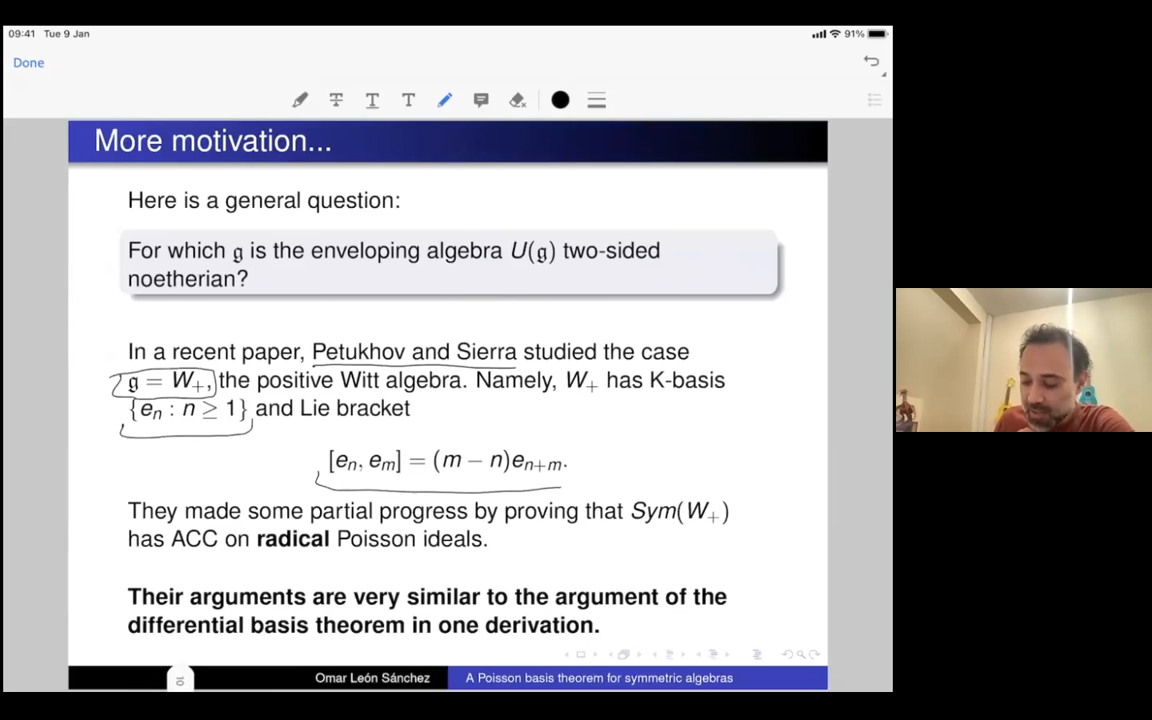 09:41 Tue 9 Jan 91%
Done
T T T
More motivation...
Here is a general question:
For which 𝔤 is the enveloping algebra U(𝔤) two-sided
noetherian?
In a recent paper, Petukhov and Sierra studied the case
𝔤 = W₊, the positive Witt algebra. Namely, W₊ has K-basis
{eₙ : n ≥ 1} and Lie bracket
[eₙ, eₘ] = (m − n)eₙ₊ₘ.
They made some partial progress by proving that Sym(W₊)
has ACC on radical Poisson ideals.
Their arguments are very similar to the argument of the
differential basis theorem in one derivation.
10 Omar León Sánchez A Poisson basis theorem for symmetric algebras